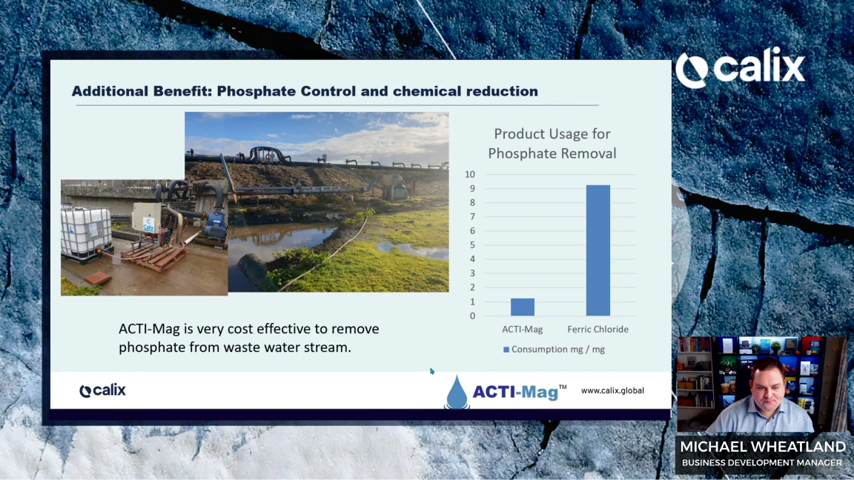 calix
Additional Benefit: Phosphate Control and chemical reduction
Product Usage for
Phosphate Removal
10
9
8
7
6
5
4
3
2
1
0
ACTI-Mag
Ferric Chloride
Consumption mg / mg
ACTI-Mag is very cost effective to remove
phosphate from waste water stream.
calix
ACTI-Mag™
www.calix.global
MICHAEL WHEATLAND
BUSINESS DEVELOPMENT MANAGER